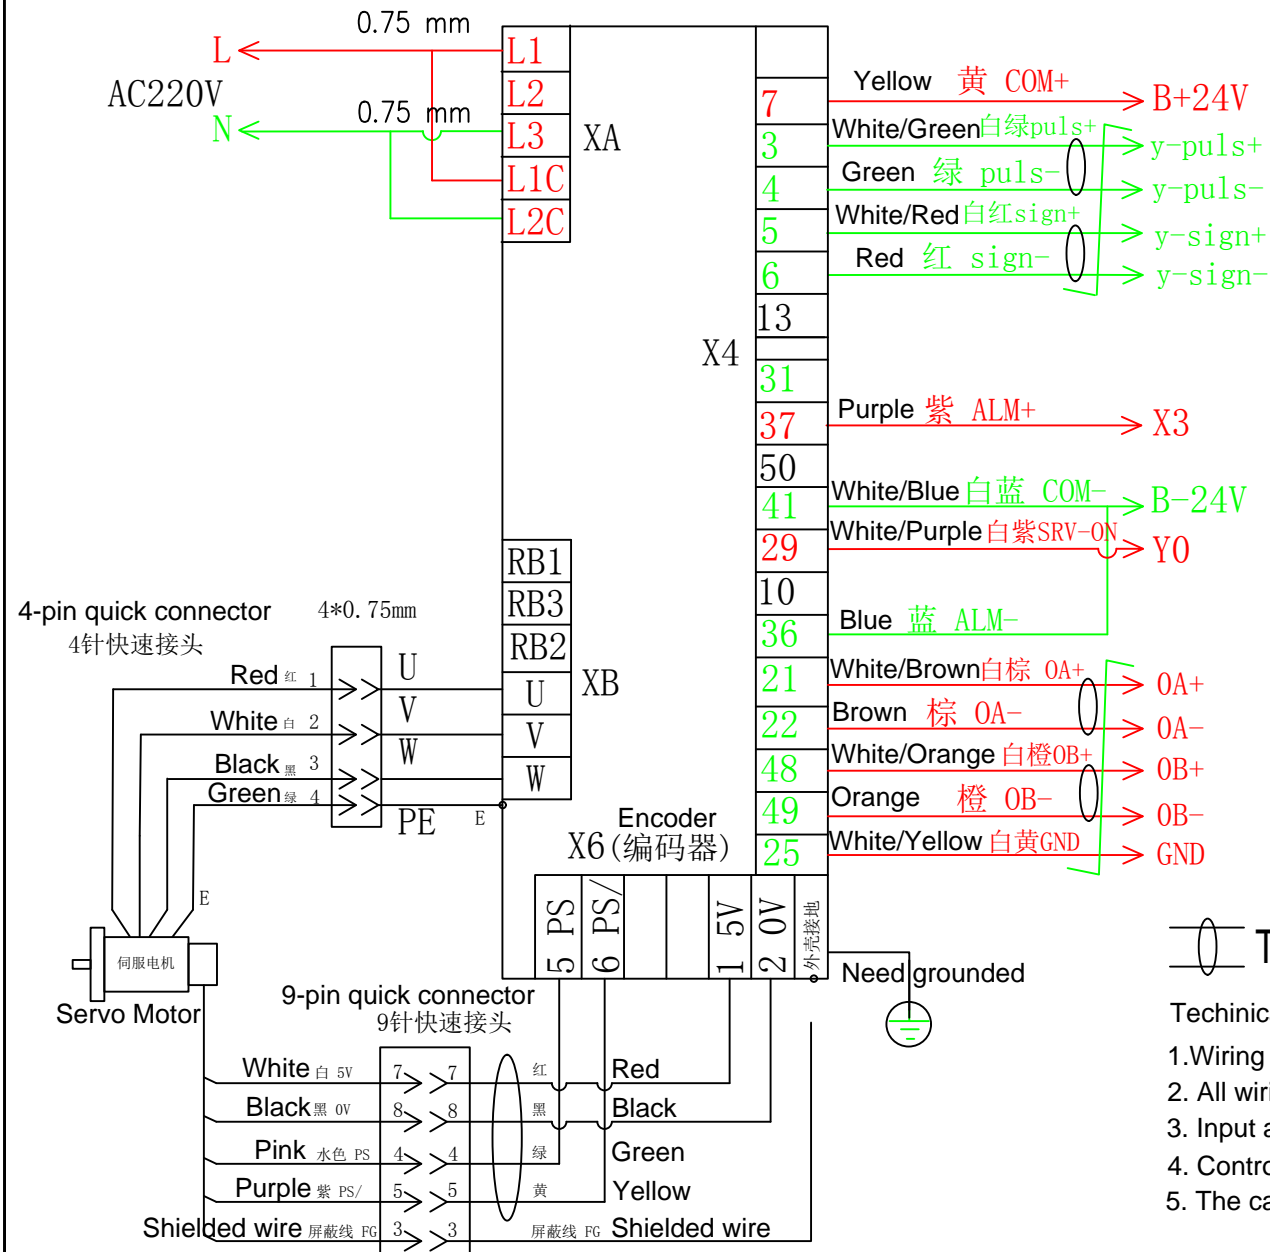 0.75 mm
L
L1
AC220V
L2
0.75 mm
N
L3
XA
L1C
L2C
7
Yellow 黄 COM+
B+24V
3
White/Green 白绿puls+
y-puls+
4
Green 绿 puls-
y-puls-
5
White/Red 白红sign+
y-sign+
6
Red 红 sign-
y-sign-
13
X4
31
37
Purple 紫 ALM+
X3
50
41
White/Blue 白蓝 COM-
B-24V
29
White/Purple 白紫SRV-ON
Y0
10
36
Blue 蓝 ALM-
21
White/Brown 白棕 OA+
OA+
22
Brown 棕 OA-
OA-
48
White/Orange 白橙OB+
OB+
49
Orange 橙 OB-
OB-
25
White/Yellow 白黄GND
GND
RB1
RB3
RB2
XB
U
V
W
4-pin quick connector
4针快速接头
4*0.75mm
Red 红 1
U
White 白 2
V
Black 黑 3
W
Green 绿 4
PE
E
E
Encoder
X6(编码器)
5 PS
6 PS/
1 5V
2 0V
外壳接地
Need grounded
伺服电机
Servo Motor
9-pin quick connector
9针快速接头
White 白 5V 7 7 红 Red
Black 黑 0V 8 8 黑 Black
Pink 水色 PS 4 4 绿 Green
Purple 紫 PS/ 5 5 黄 Yellow
Shielded wire 屏蔽线 FG 3 3 屏蔽线 FG Shielded wire
T
Techinic
1.Wiring
2. All wiri
3. Input a
4. Contro
5. The ca